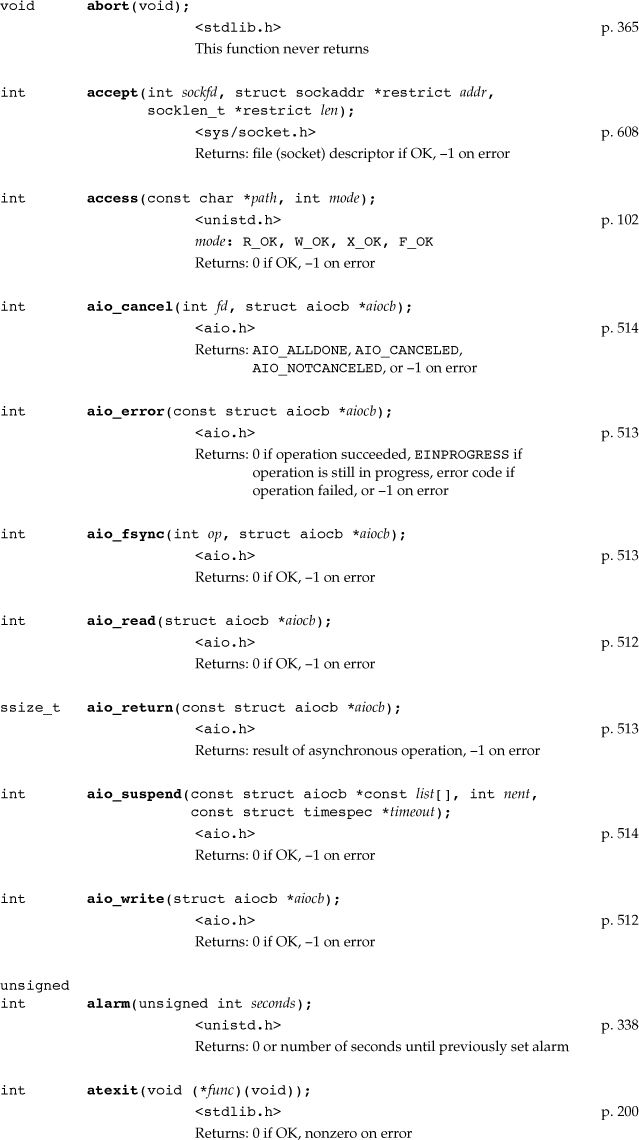 void abort(void);
<stdlib.h> p. 365
This function never returns
int accept(int sockfd, struct sockaddr *restrict addr,
socklen_t *restrict len);
<sys/socket.h> p. 608
Returns: file (socket) descriptor if OK, –1 on error
int access(const char *path, int mode);
<unistd.h> p. 102
mode: R_OK, W_OK, X_OK, F_OK
Returns: 0 if OK, –1 on error
int aio_cancel(int fd, struct aiocb *aiocb);
<aio.h> p. 514
Returns: AIO_ALLDONE, AIO_CANCELED,
AIO_NOTCANCELED, or –1 on error
int aio_error(const struct aiocb *aiocb);
<aio.h> p. 513
Returns: 0 if operation succeeded, EINPROGRESS if
operation is still in progress, error code if
operation failed, or –1 on error
int aio_fsync(int op, struct aiocb *aiocb);
<aio.h> p. 513
Returns: 0 if OK, –1 on error
int aio_read(struct aiocb *aiocb);
<aio.h> p. 512
Returns: 0 if OK, –1 on error
ssize_t aio_return(const struct aiocb *aiocb);
<aio.h> p. 513
Returns: result of asynchronous operation, –1 on error
int aio_suspend(const struct aiocb *const list[], int nent,
const struct timespec *timeout);
<aio.h> p. 514
Returns: 0 if OK, –1 on error
int aio_write(struct aiocb *aiocb);
<aio.h> p. 512
Returns: 0 if OK, –1 on error
unsigned
int alarm(unsigned int seconds);
<unistd.h> p. 338
Returns: 0 or number of seconds until previously set alarm
int atexit(void (*func)(void));
<stdlib.h> p. 200
Returns: 0 if OK, nonzero on error